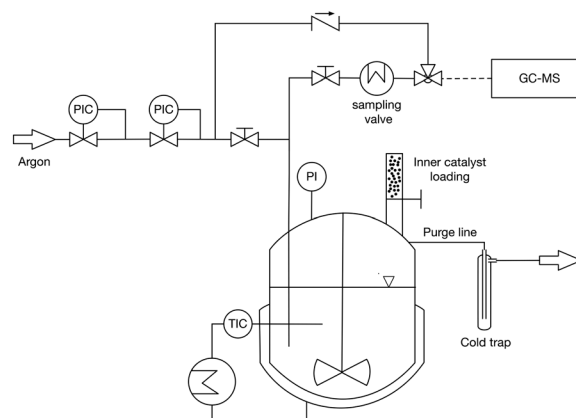 GC-MS
PIC
PIC
sampling
valve
Argon
PI
Inner catalyst
loading
Purge line
TIC
Cold trap